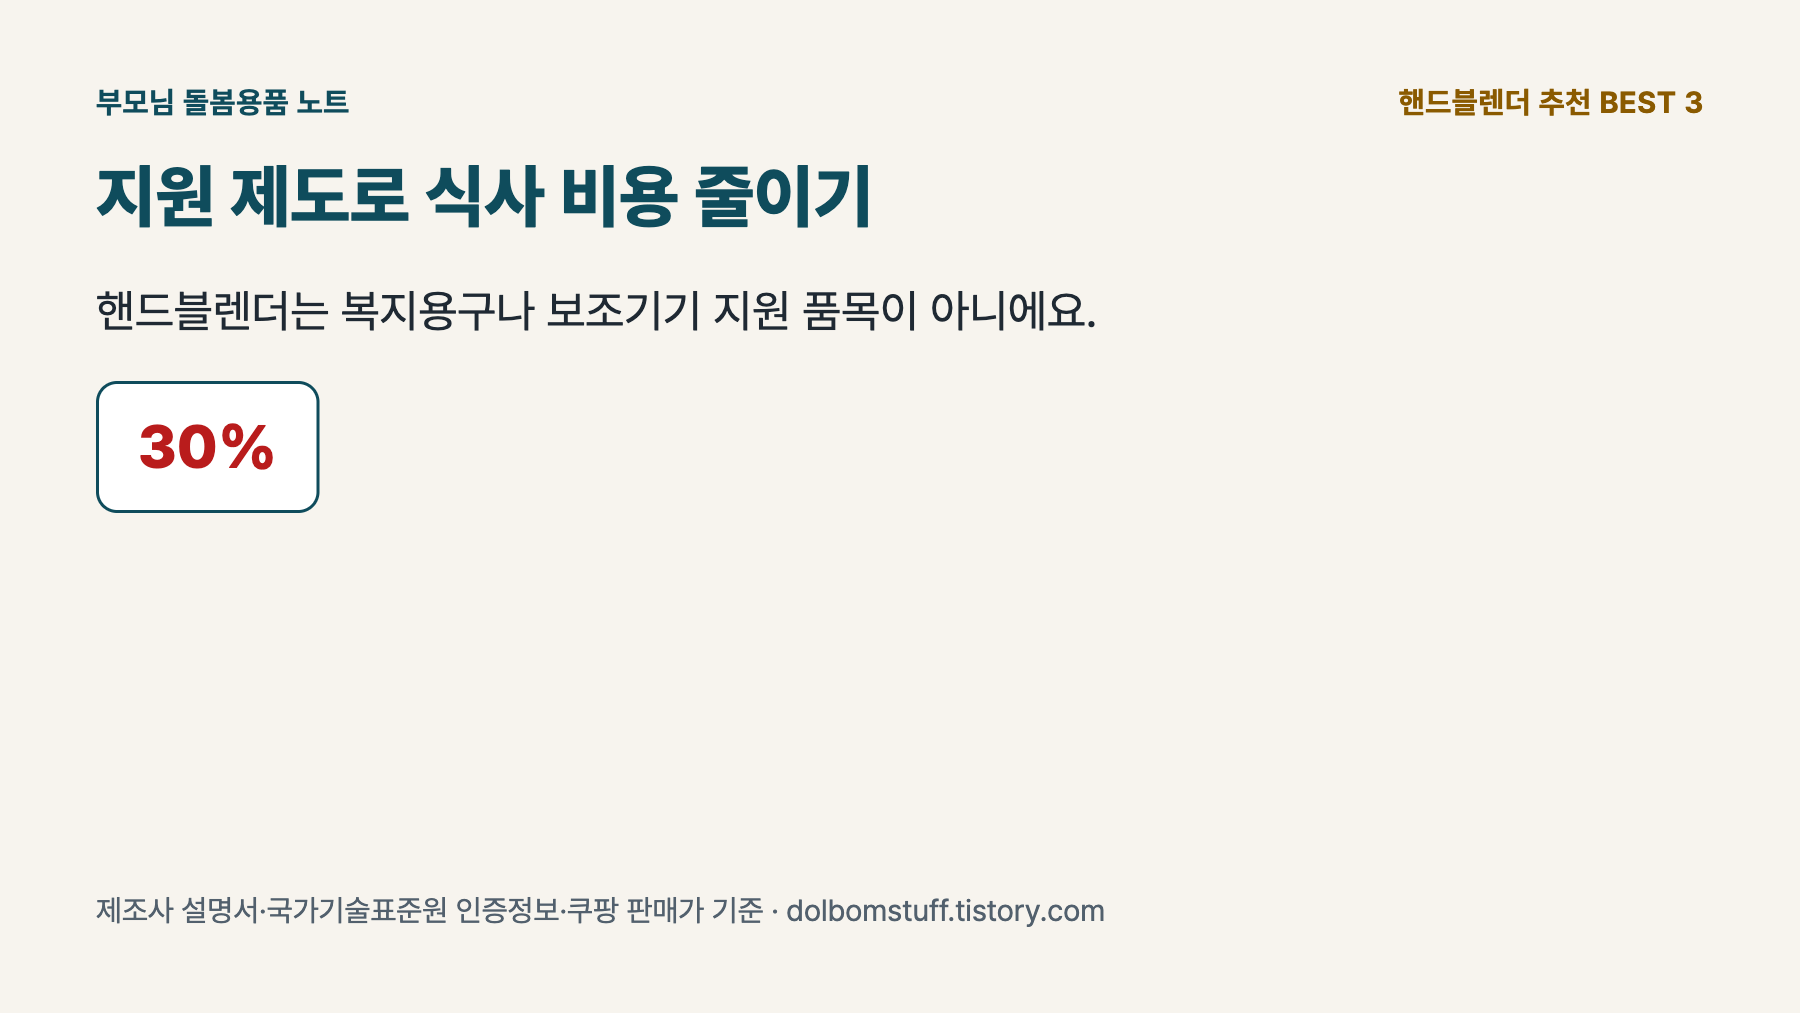 부모님 돌봄용품 노트
핸드블렌더 추천 BEST 3
지원 제도로 식사 비용 줄이기
핸드블렌더는 복지용구나 보조기기 지원 품목이 아니에요.
30%
제조사 설명서·국가기술표준원 인증정보·쿠팡 판매가 기준 · dolbomstuff.tistory.com